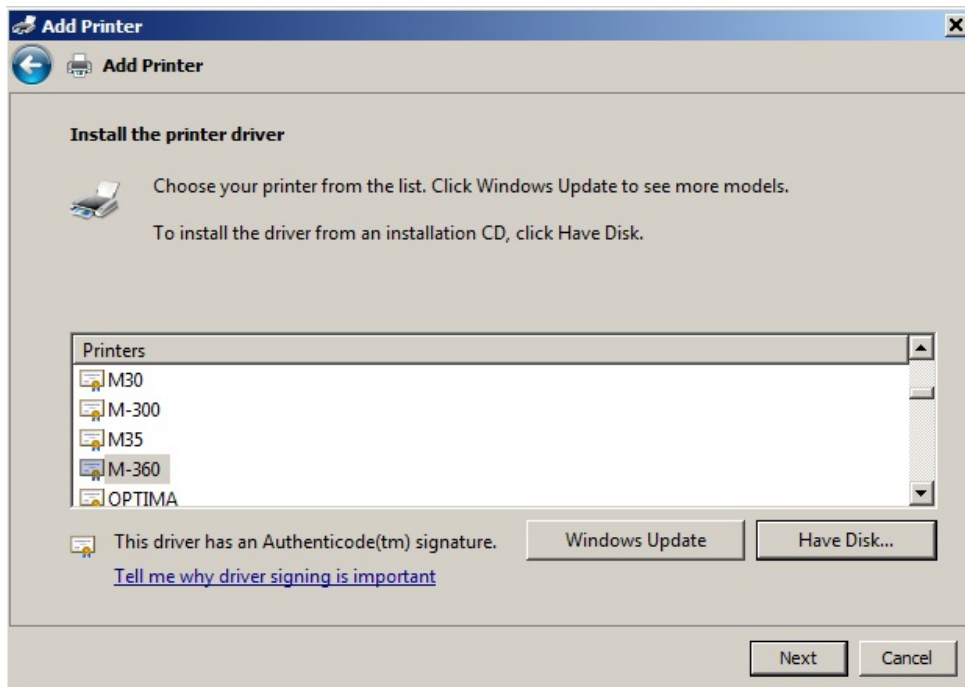 Add Printer
Add Printer
Install the printer driver
Choose your printer from the list. Click Windows Update to see more models.
To install the driver from an installation CD, click Have Disk.
Printers
M30
M-300
M35
M-360
OPTIMA
This driver has an Authenticode(tm) signature.
Windows Update
Have Disk...
Tell me why driver signing is important
Next
Cancel